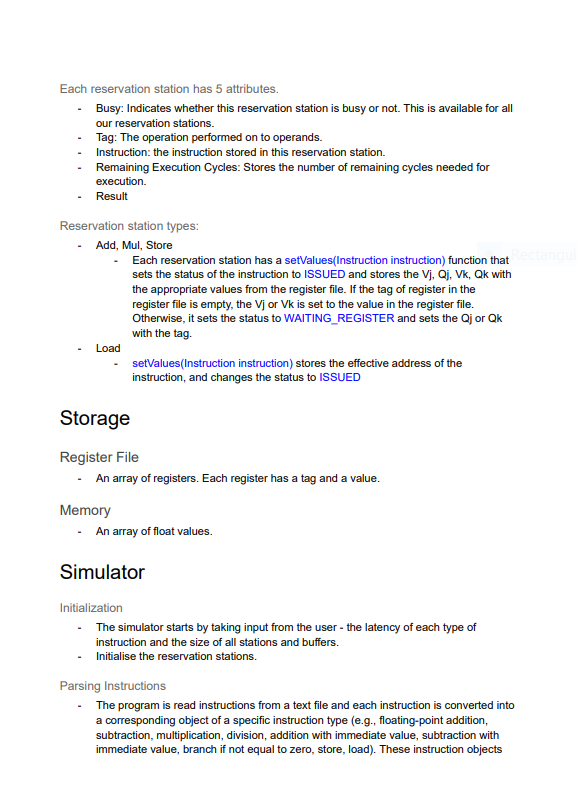 Each reservation station has 5 attributes.
- Busy: Indicates whether this reservation station is busy or not. This is available for all
our reservation stations.
- Tag: The operation performed on to operands.
- Instruction: the instruction stored in this reservation station.
- Remaining Execution Cycles: Stores the number of remaining cycles needed for
execution.
- Result
Reservation station types:
- Add, Mul, Store
- Each reservation station has a setValues(Instruction instruction) function that
sets the status of the instruction to ISSUED and stores the Vj, Qj, Vk, Qk with
the appropriate values from the register file. If the tag of register in the
register file is empty, the Vj or Vk is set to the value in the register file.
Otherwise, it sets the status to WAITING_REGISTER and sets the Qj or Qk
with the tag.
- Load
- setValues(Instruction instruction) stores the effective address of the
instruction, and changes the status to ISSUED
Storage
Register File
- An array of registers. Each register has a tag and a value.
Memory
- An array of float values.
Simulator
Initialization
- The simulator starts by taking input from the user - the latency of each type of
instruction and the size of all stations and buffers.
- Initialise the reservation stations.
Parsing Instructions
- The program is read instructions from a text file and each instruction is converted into
a corresponding object of a specific instruction type (e.g., floating-point addition,
subtraction, multiplication, division, addition with immediate value, subtraction with
immediate value, branch if not equal to zero, store, load). These instruction objects